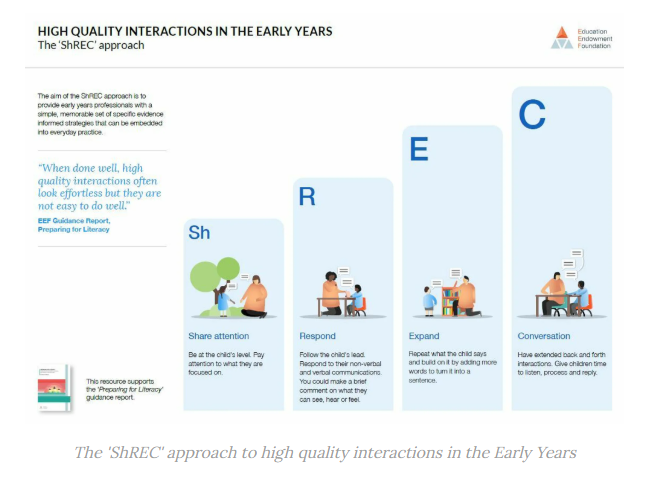 HIGH QUALITY INTERACTIONS IN THE EARLY YEARS
The ‘ShREC’ approach
Education
Endowment
Foundation
The aim of the ShREC approach is to
provide early years professionals with a
simple, memorable set of specific evidence
informed strategies that can be embedded
into everyday practice.
“When done well, high
quality interactions often
look effortless but they are
not easy to do well.”
EEF Guidance Report,
Preparing for Literacy
This resource supports
the ‘Preparing for Literacy’
guidance report.
Sh
Share attention
Be at the child's level. Pay
attention to what they are
focused on.
R
Respond
Follow the child's lead.
Respond to their non-verbal
and verbal communications.
You could make a brief
comment on what they
can see, hear or feel.
E
Expand
Repeat what the child says
and build on it by adding more
words to turn it into a
sentence.
C
Conversation
Have extended back and forth
interactions. Give children time
to listen, process and reply.
The 'ShREC' approach to high quality interactions in the Early Years